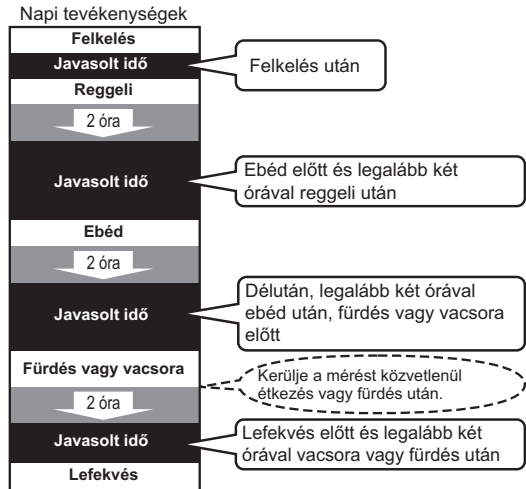 Napi tevékenységek
Felkelés
Javasolt idő
Felkelés után
Reggeli
2 óra
Javasolt idő
Ebéd előtt és legalább két
órával reggeli után
Ebéd
2 óra
Javasolt idő
Délután, legalább két órával
ebéd után, fürdés vagy vacsora
előtt
Fürdés vagy vacsora
Kerülje a mérést közvetlenül
étkezés vagy fürdés után.
2 óra
Javasolt idő
Lefekvés előtt és legalább két
órával vacsora vagy fürdés után
Lefekvés